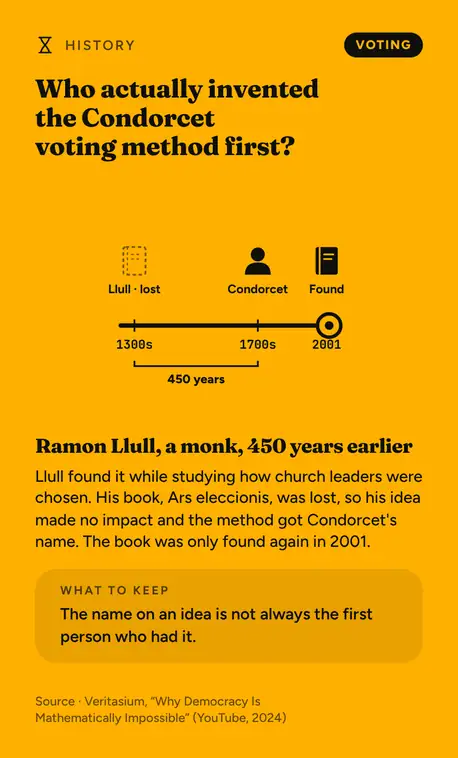 HISTORY
VOTING
Who actually invented
the Condorcet
voting method first?
Llull · lost
Condorcet
Found
1300s
1700s
2001
450 years
Ramon Llull, a monk, 450 years earlier
Llull found it while studying how church leaders were
chosen. His book, Ars eleccionis, was lost, so his idea
made no impact and the method got Condorcet's
name. The book was only found again in 2001.
WHAT TO KEEP
The name on an idea is not always the first
person who had it.
Source · Veritasium, "Why Democracy Is
Mathematically Impossible" (YouTube, 2024)